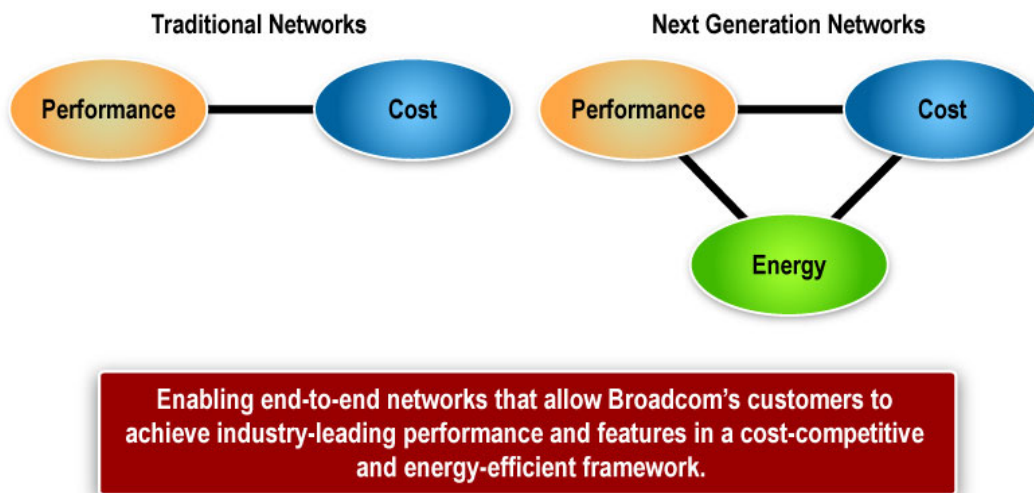 Traditional Networks
Next Generation Networks
Performance
Cost
Performance
Cost
Energy
Enabling end-to-end networks that allow Broadcom's customers to
achieve industry-leading performance and features in a cost-competitive
and energy-efficient framework.